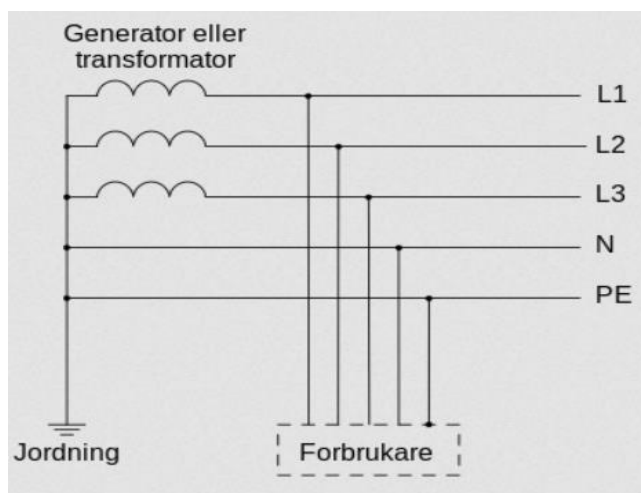 Generator eller
transformator
L1
L2
L3
N
PE
Jordning
Forbrukare